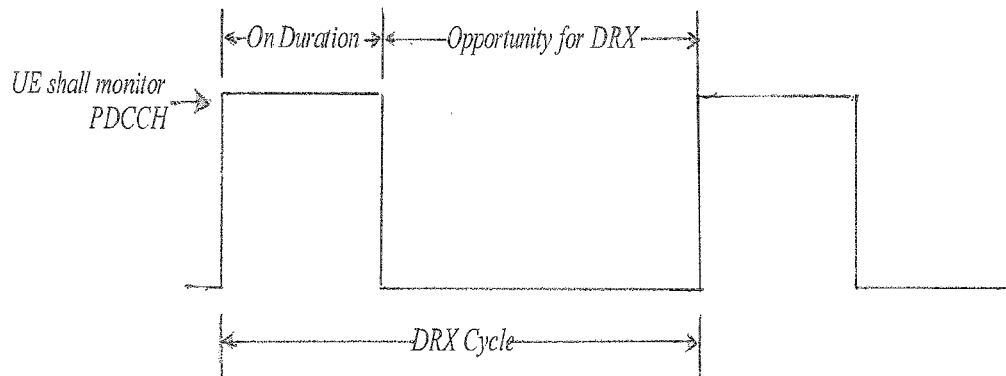 On Duration
Opportunity for DRX
UE shall monitor
PDCCH
DRX Cycle